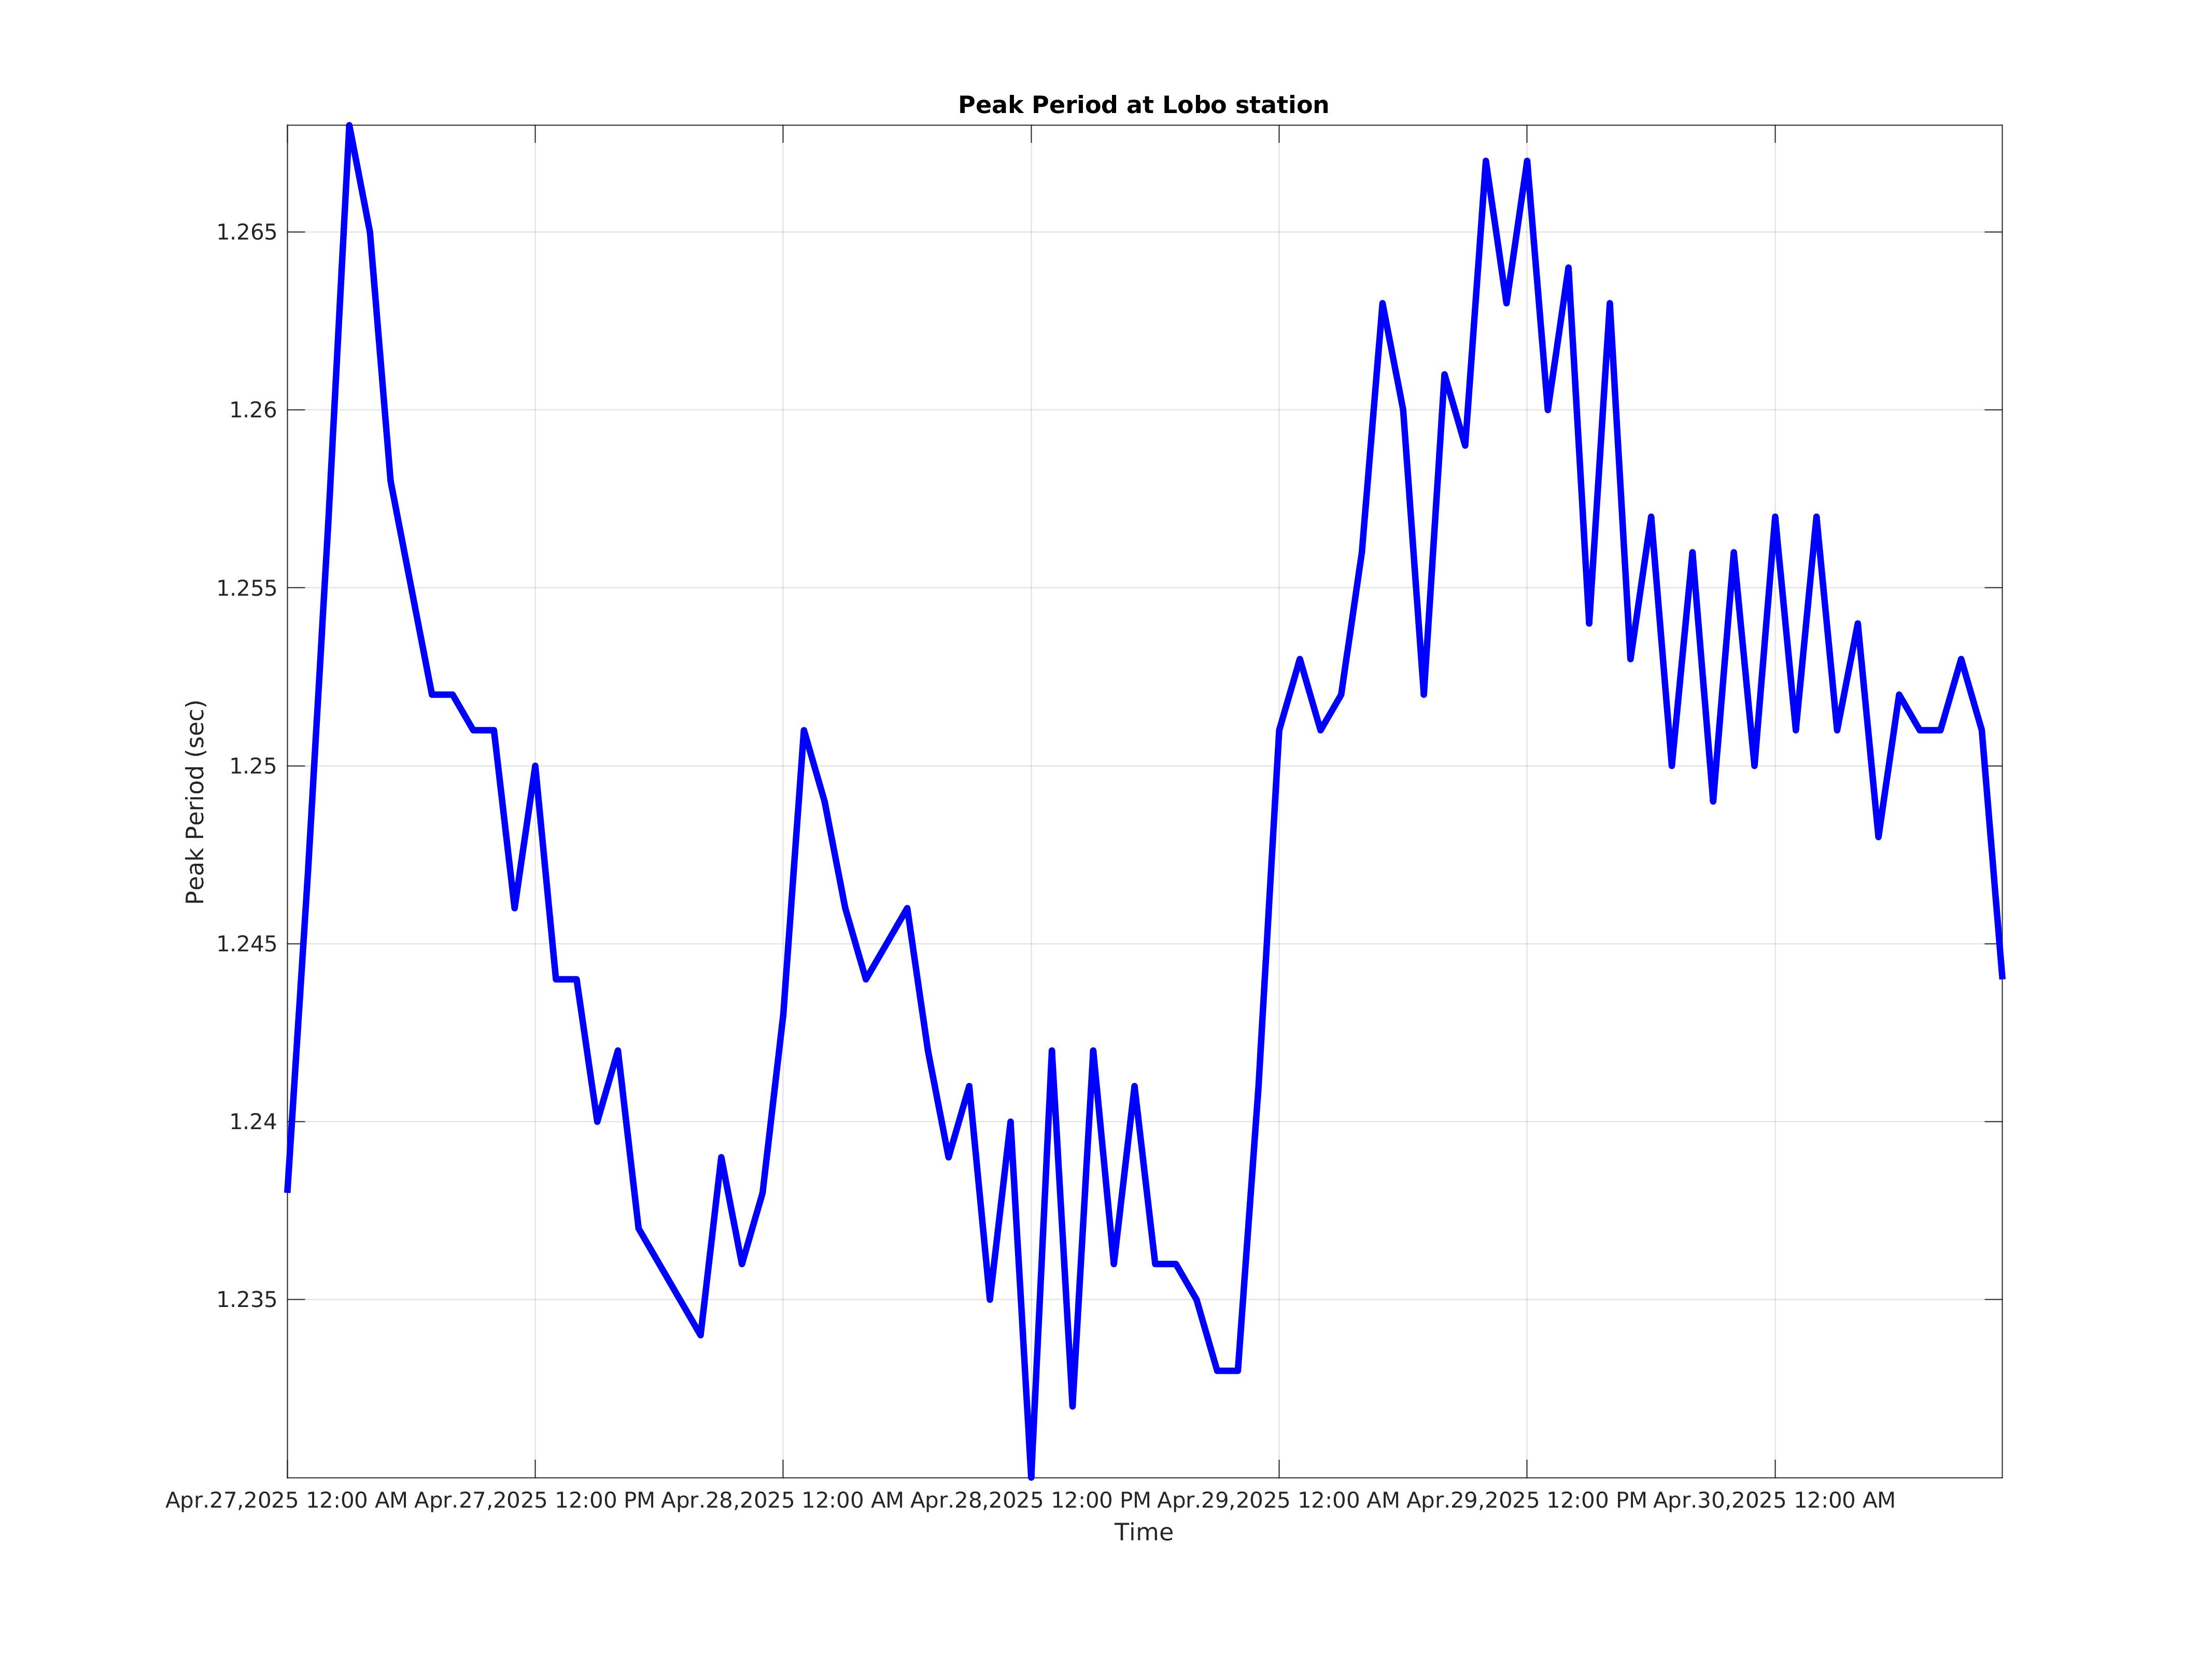 Peak Period at Lobo station
1.265
1.26
1.255
1.25
1.245
1.24
1.235
Peak Period (sec)
Apr.27,2025 12:00 AM Apr.27,2025 12:00 PM Apr.28,2025 12:00 AM Apr.28,2025 12:00 PM Apr.29,2025 12:00 AM Apr.29,2025 12:00 PM Apr.30,2025 12:00 AM
Time